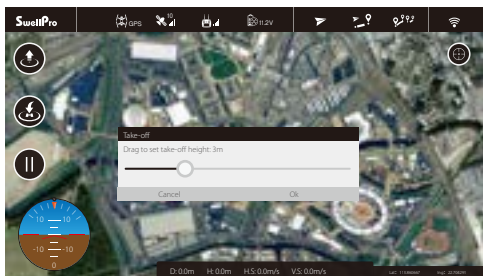 SwellPro GPS 10 11.2V
Take-off
Drag to set take-off height: 3m
Cancel Ok
10 10
-10 -10
0
D: 0.0m H: 0.0m H.S: 0.0m/s V.S: 0.0m/s